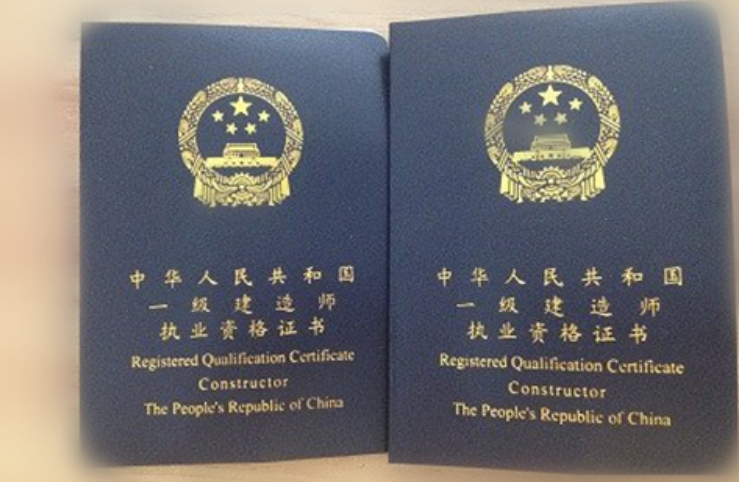 中华人民共和国
一级建造师
执业资格证书
Registered Qualification Certificate
Constructor
The People's Republic of China
中华人民共和国
一级建造师
执业资格证书
Registered Qualification Certificate
Constructor
The People's Republic of China